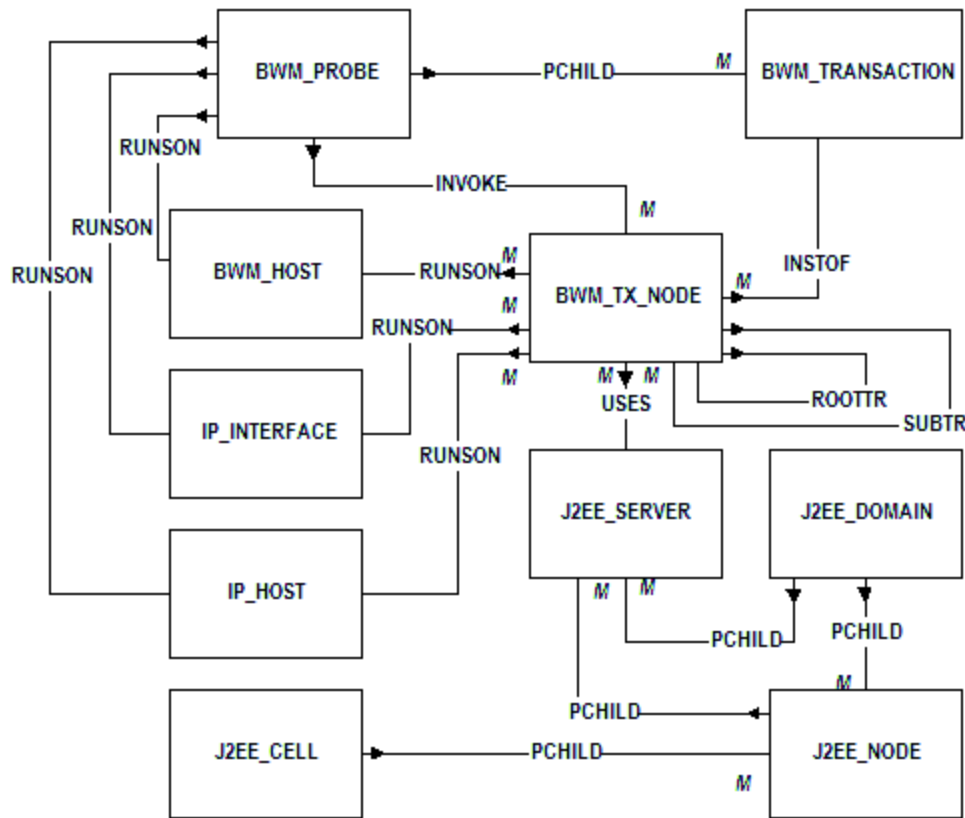 BWM_PROBE
PCHILD
M
BWM_TRANSACTION
RUNSON
INVOKE
M
RUNSON
RUNSON
BWM_HOST
RUNSON
M
BWM_TX_NODE
M
INSTOF
RUNSON
M
M
M
M
ROOTTR
USES
SUBTR
IP_INTERFACE
RUNSON
J2EE_SERVER
J2EE_DOMAIN
IP_HOST
M
M
PCHILD
PCHILD
M
PCHILD
J2EE_CELL
PCHILD
J2EE_NODE
M